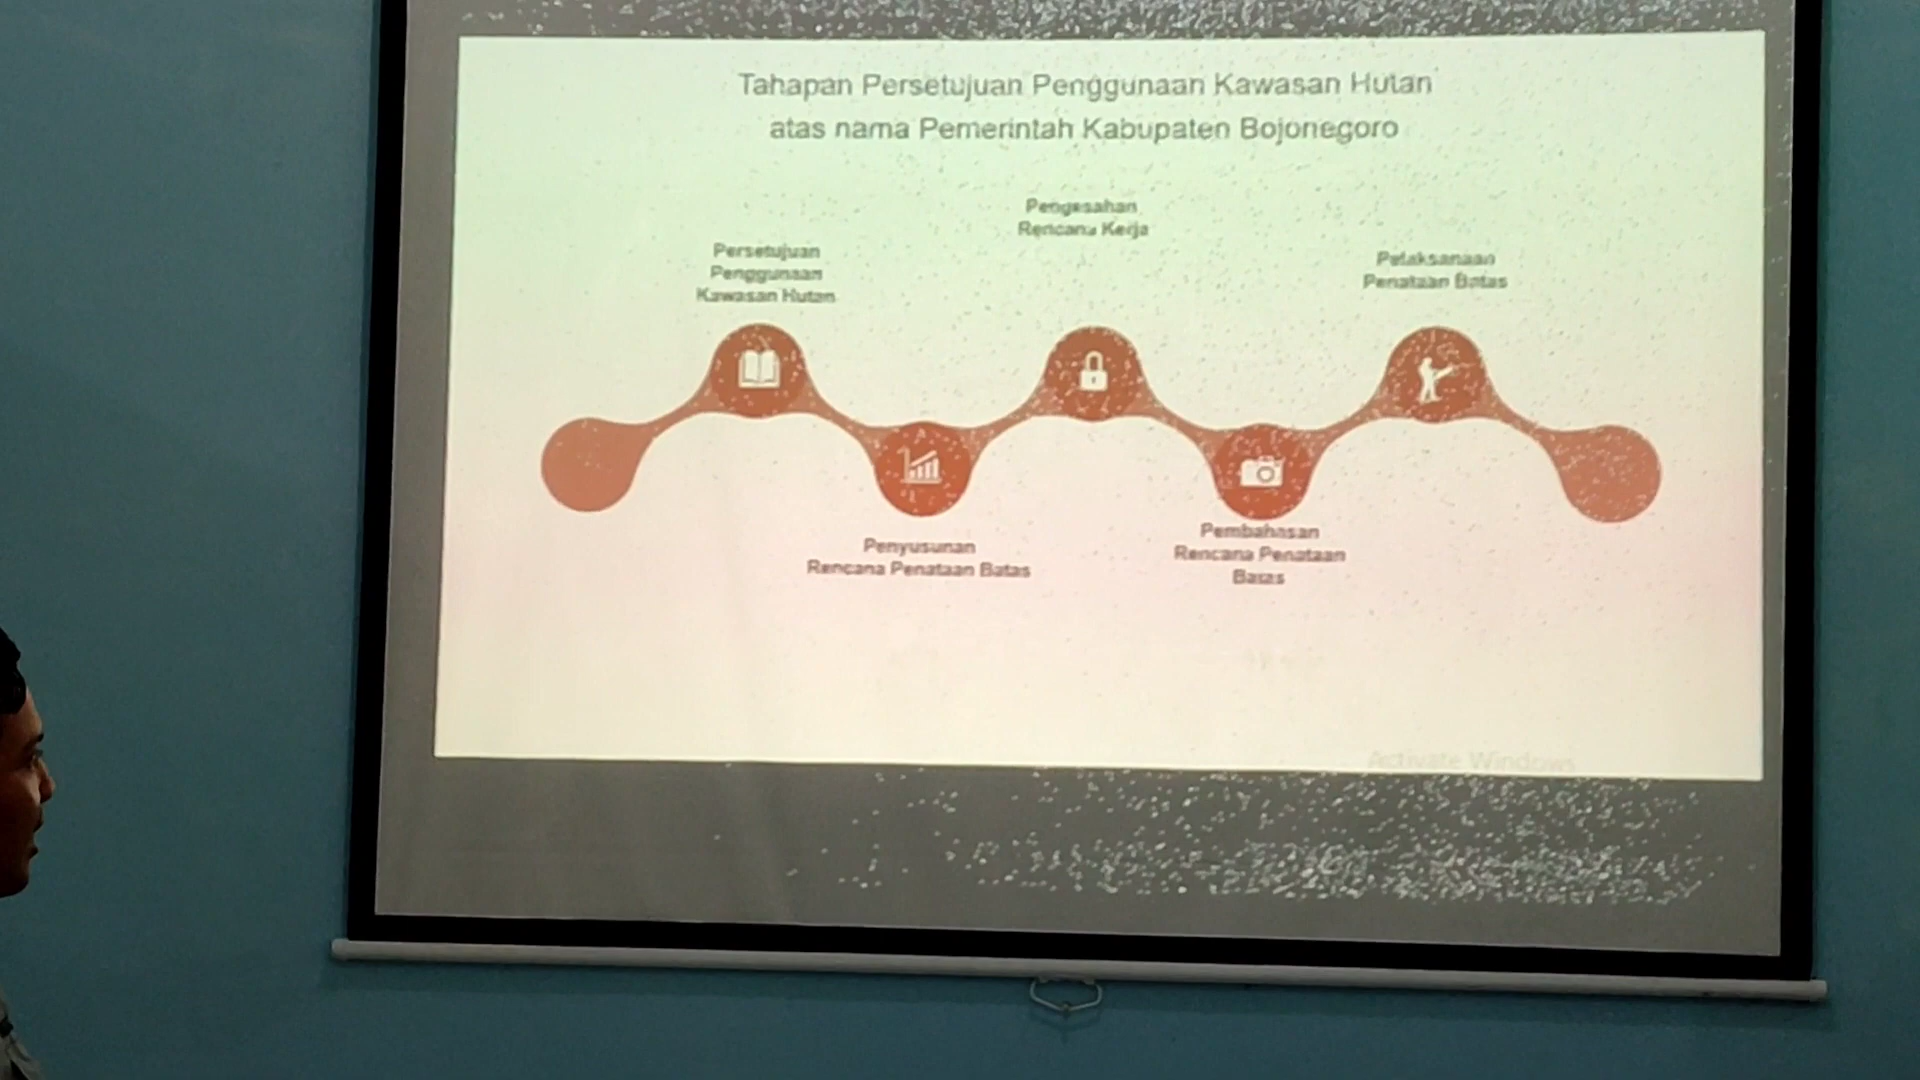 Tahapan Persetujuan Penggunaan Kawasan Hutan
atas nama Pemerintah Kabupaten Bojonegoro
Persetujuan
Penggunaan
Kawasan Hutan
Penyusunan
Rencana Penataan Batas
Pengesahan
Rencana Kerja
Pembahasan
Rencana Penataan
Batas
Pelaksanaan
Penataan Batas
Activate Windows